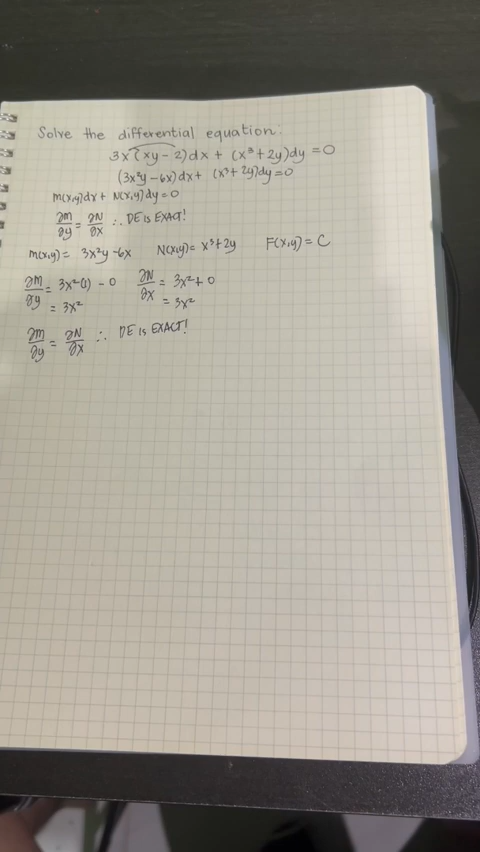 Solve the differential equation:
3x(xy-2)dx + (x³+2y)dy=0
(3x²y-6x)dx + (x³+2y)dy=0
M(x,y)dx + N(x,y)dy=0
∂M/∂y = ∂N/∂x ∴ DE is EXACT!
M(x,y)= 3x²y-6x N(x,y)= x³+2y F(x,y)= C
∂M/∂y = 3x²(1) - 0 ∂N/∂x = 3x²+0
= 3x² = 3x²
∂M/∂y = ∂N/∂x ∴ DE is EXACT!